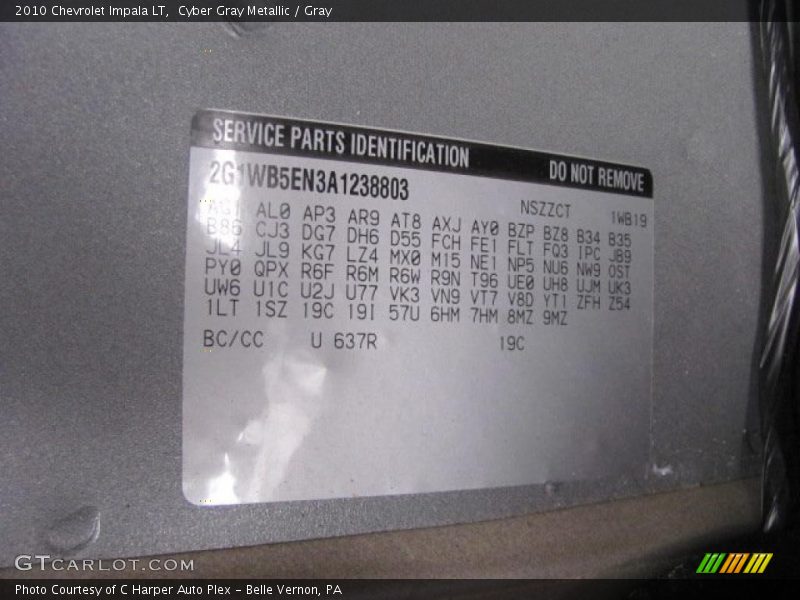 2010 Chevrolet Impala LT, Cyber Gray Metallic / Gray
SERVICE PARTS IDENTIFICATION DO NOT REMOVE
2G1WB5EN3A1238803 NSZZCT 1WB19
AG1 AL0 AP3 AR9 AT8 AXJ AY0 BZP BZ8 B34 B35
B86 CJ3 DG7 DH6 D55 FCH FE1 FLT FQ3 IPC JB9
JL4 JL9 KG7 LZ4 MX0 M15 NE1 NP5 NU6 NW9 OST
PY0 QPX R6F R6M R6W R9N T96 UE0 UH8 UJM UK3
UW6 U1C U2J U77 VK3 VN9 VT7 V8D YT1 ZFH Z54
1LT 1SZ 19C 19I 57U 6HM 7HM 8MZ 9MZ
BC/CC U 637R 19C
GTCARLOT.COM
Photo Courtesy of C Harper Auto Plex - Belle Vernon, PA